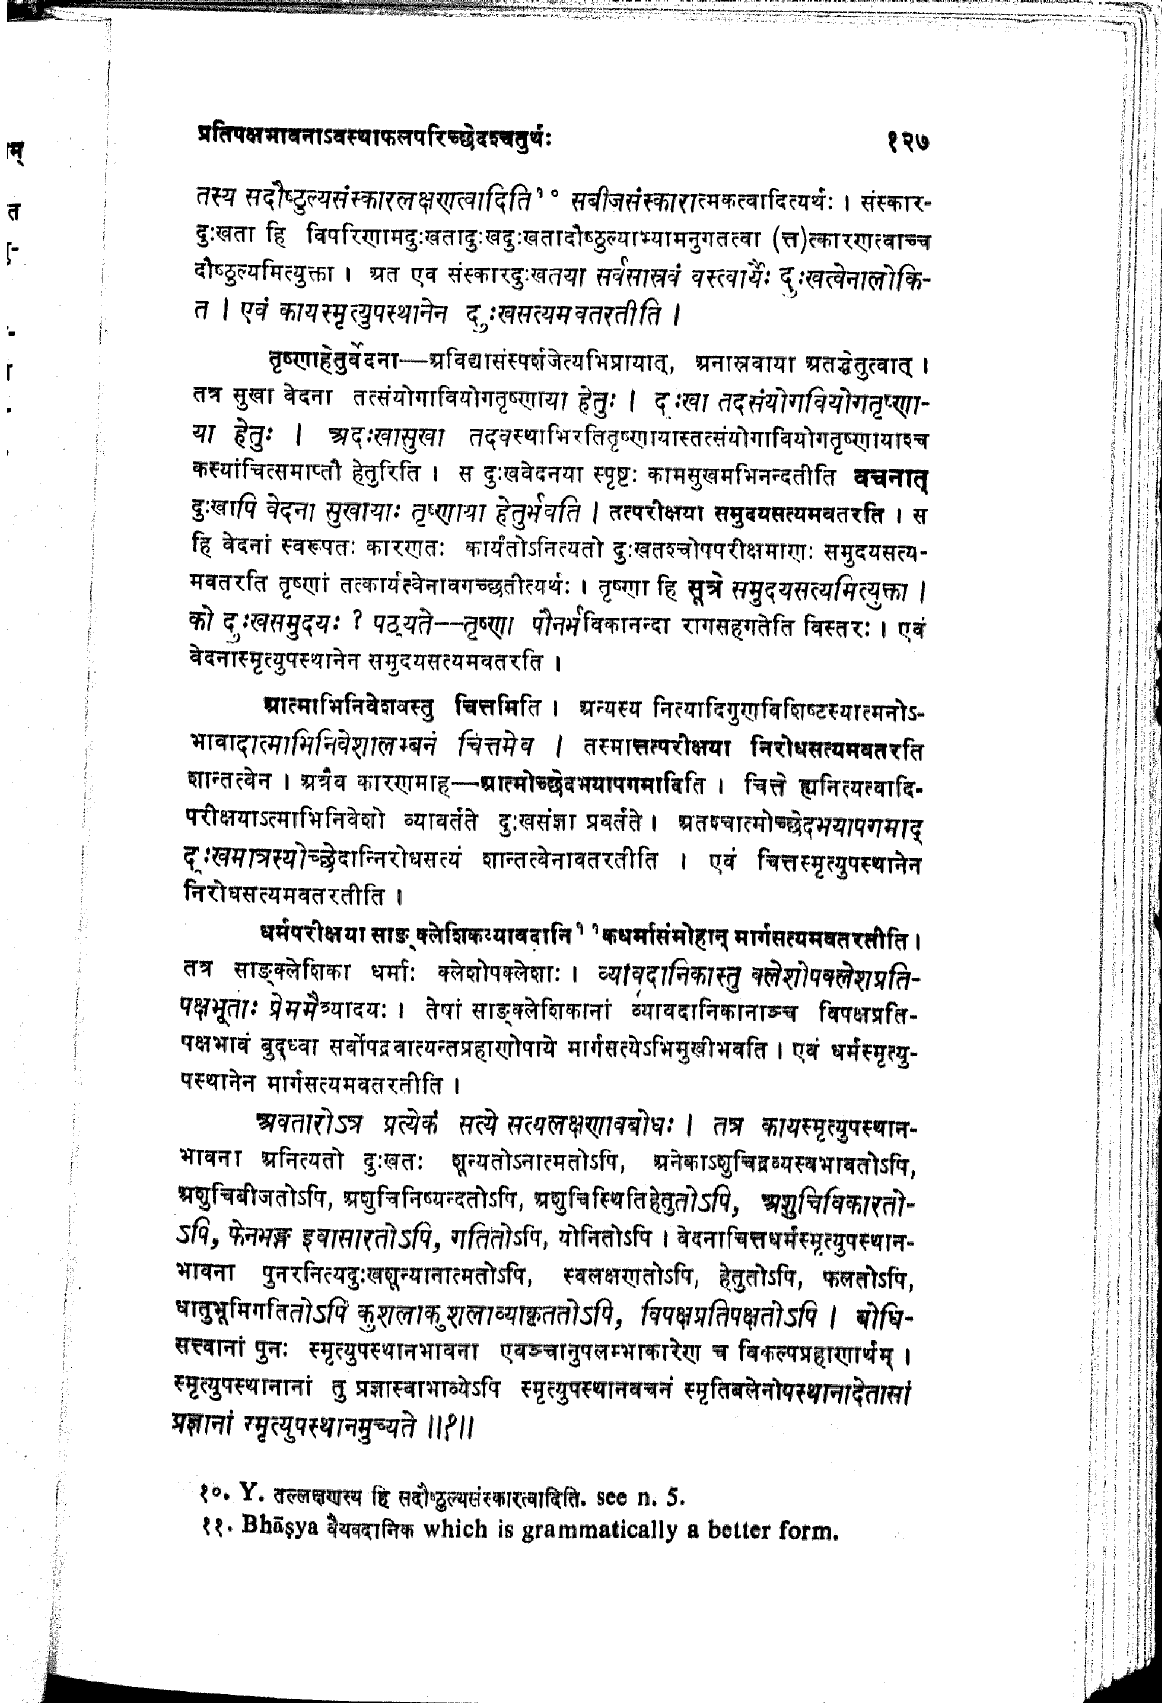 प्रतिपक्षभावनाऽवस्थाफलपरिच्छेदश्चतुर्थः १२७
तस्य सदौष्ठुल्यसंस्कारलक्षणत्वादिति१० सबीजसंस्कारात्मकत्वादित्यर्थः । संस्कार-
दुःखता हि विपरिणामदुःखतादुःखदुःखतादौष्ठुल्याभ्यामनुगतत्वा (त्त)त्कारणत्वाच्च
दौष्ठुल्यमित्युक्ता । अत एव संस्कारदुःखतया सर्वसास्रवं वस्त्वार्यैः दुःखत्वेनालोकि-
त । एवं कायस्मृत्युपस्थानेन दुःखसत्यमवतरतीति ।
तृष्णाहेतुर्वेदना—अविद्यासंस्पर्शजेत्यभिप्रायात्, अनास्रवाया अतद्धेतुत्वात् ।
तत्र सुखा वेदना तत्संयोगावियोगतृष्णाया हेतुः । दुःखा तदसंयोगवियोगतृष्णा-
या हेतुः । अदुःखासुखा तदवस्थाभिरतितृष्णायास्तत्संयोगावियोगतृष्णायाश्च
कस्यांचित्समाप्तौ हेतुरिति । स दुःखवेदनया स्पृष्टः कामसुखमभिनन्दतीति वचनात्
दुःखापि वेदना सुखायाः तृष्णाया हेतुर्भवति । तत्परीक्षया समुदयसत्यमवतरति । स
हि वेदनां स्वरूपतः कारणतः कार्यतोऽनित्यतो दुःखतश्चोपपरीक्षमाणः समुदयसत्य-
मवतरति तृष्णां तत्कार्यत्वेनावगच्छतीत्यर्थः । तृष्णा हि सूत्रे समुदयसत्यमित्युक्ता ।
को दुःखसमुदयः ? पठ्यते—तृष्णा पौनर्भविकानन्दा रागसहगतेति विस्तरः । एवं
वेदनास्मृत्युपस्थानेन समुदयसत्यमवतरति ।
आत्माभिनिवेशवस्तु चित्तमिति । अन्यस्य नित्यादिगुणविशिष्टस्यात्मनोऽ-
भावादात्माभिनिवेशालम्बनं चित्तमेव । तस्मात्तत्परीक्षया निरोधसत्यमवतरति
शान्तत्वेन । अत्रैव कारणमाह—आत्मोच्छेदभयापगमादिति । चित्ते ह्यनित्यत्वादि-
परीक्षयाऽत्माभिनिवेशो व्यावर्तते दुःखसंज्ञा प्रवर्तते । अतश्चात्मोच्छेदभयापगमाद्
दुःखमात्रस्योच्छेदान्निरोधसत्यं शान्तत्वेनावतरतीति । एवं चित्तस्मृत्युपस्थानेन
निरोधसत्यमवतरतीति ।
धर्मपरीक्षया साङ्क्लेशिकव्यावदानि११कधर्मासंमोहान् मार्गसत्यमवतरतीति ।
तत्र साङ्क्लेशिका धर्माः क्लेशोपक्लेशाः । व्यावदानिकास्तु क्लेशोपक्लेशप्रति-
पक्षभूताः प्रेममैत्र्यादयः । तेषां साङ्क्लेशिकानां व्यावदानिकानाञ्च विपक्षप्रति-
पक्षभावं बुद्ध्वा सर्वोपद्रवात्यन्तप्रहाणोपाये मार्गसत्येऽभिमुखीभवति । एवं धर्मस्मृत्यु-
पस्थानेन मार्गसत्यमवतरतीति ।
अवतारोऽत्र प्रत्येकं सत्ये सत्यलक्षणावबोधः । तत्र कायस्मृत्युपस्थान-
भावना अनित्यतो दुःखतः शून्यतोऽनात्मतोऽपि, अनेकाऽशुचिद्रव्यस्वभावतोऽपि,
अशुचिबीजतोऽपि, अशुचिनिष्यन्दतोऽपि, अशुचिस्थितिहेतुतोऽपि, अशुचिविकारतो-
ऽपि, फेनभङ्ग इवासारतोऽपि, गतितोऽपि, योनितोऽपि । वेदनाचित्तधर्मस्मृत्युपस्थान-
भावना पुनरनित्यदुःखशून्यानात्मतोऽपि, स्वलक्षणतोऽपि, हेतुतोऽपि, फलतोऽपि,
धातुभूमिगतितोऽपि कुशलाकुशलाव्याकृततोऽपि, विपक्षप्रतिपक्षतोऽपि । बोधि-
सत्त्वानां पुनः स्मृत्युपस्थानभावना एवञ्चानुपलम्भाकारेण च विकल्पप्रहाणार्थम् ।
स्मृत्युपस्थानानां तु प्रज्ञास्वाभाव्येऽपि स्मृत्युपस्थानवचनं स्मृतिबलेनोपस्थानादेतासां
प्रज्ञानां स्मृत्युपस्थानमुच्यते ॥१॥
१०. Y. तल्लक्षणस्य हि सदौष्ठुल्यसंस्कारत्वादिति. see n. 5.
११. Bhāṣya वैयवदानिक which is grammatically a better form.